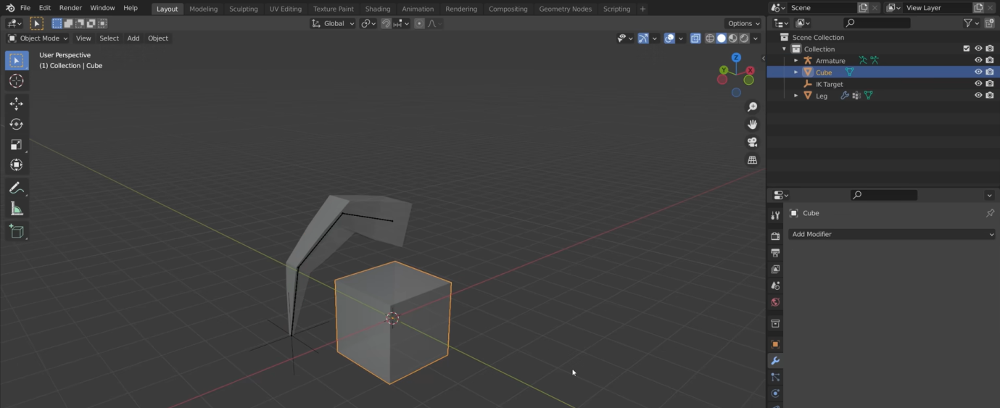 File Edit Render Window Help Layout Modeling Sculpting UV Editing Texture Paint Shading Animation Rendering Compositing Geometry Nodes Scripting + Scene View Layer
Global Options
Object Mode View Select Add Object
User Perspective
(1) Collection | Cube
Z
Y X
Scene Collection
Collection
Armature
Cube
IK Target
Leg
Cube
Add Modifier